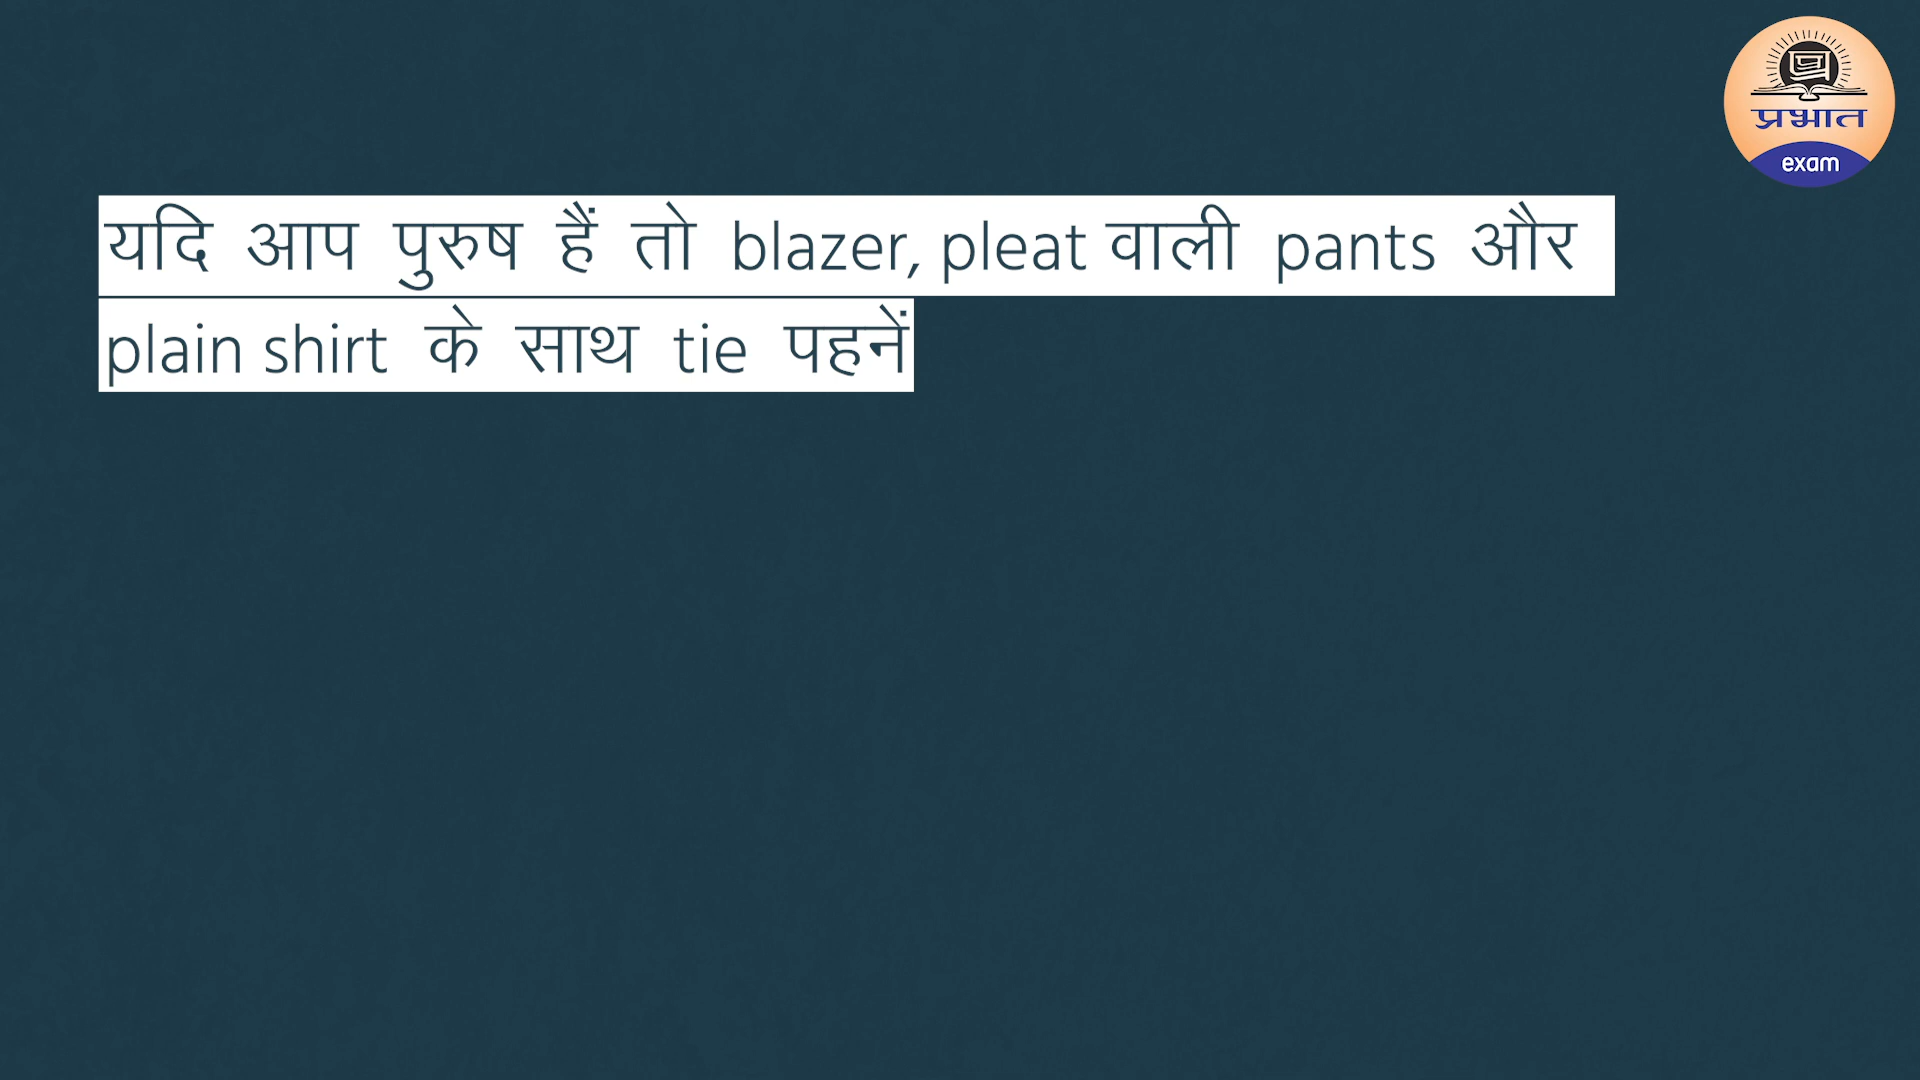 प्रभात
exam
यदि आप पुरुष हैं तो blazer, pleat वाली pants और
plain shirt के साथ tie पहनें